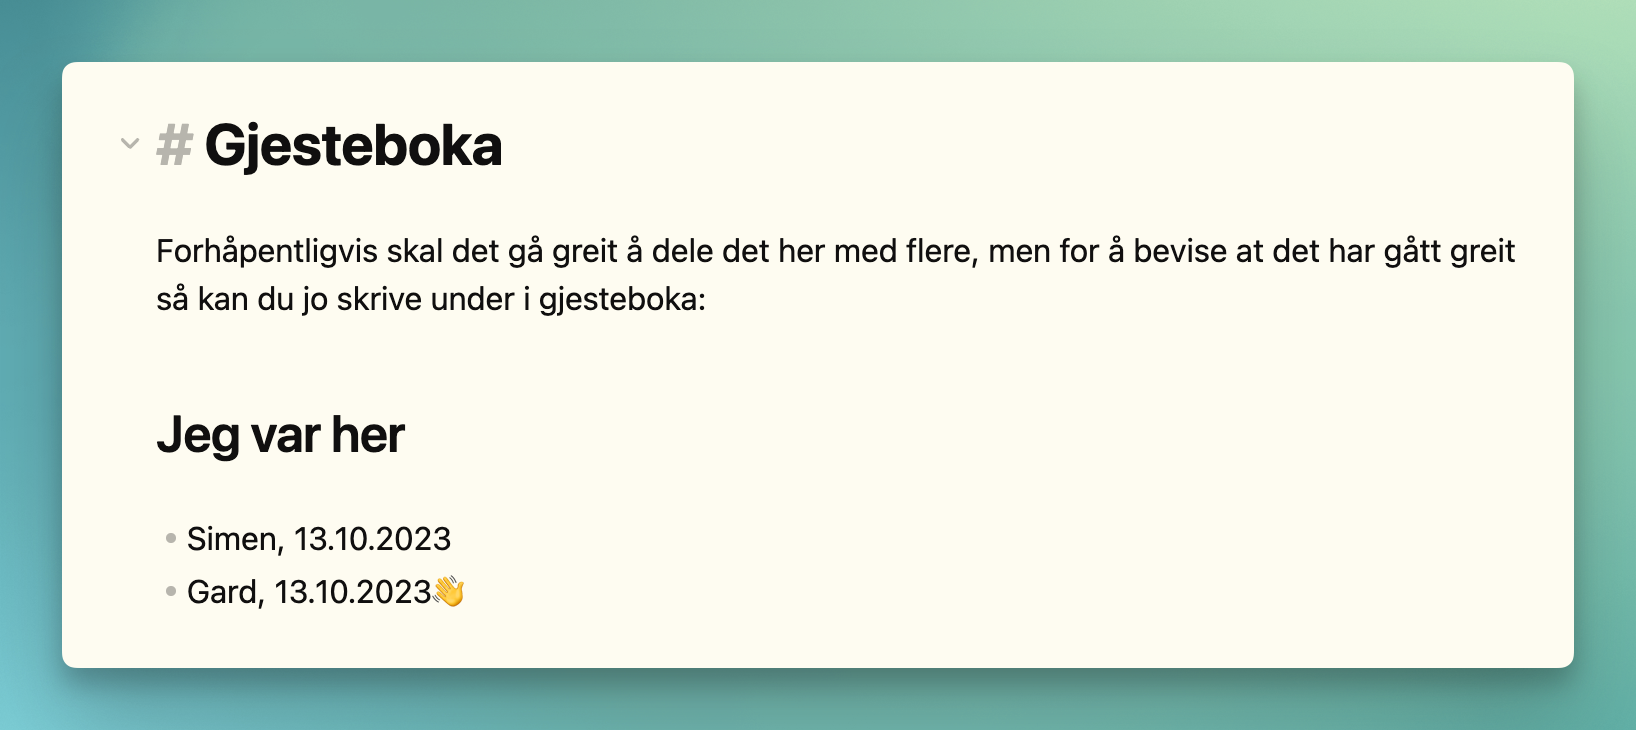 # Gjesteboka
Forhåpentligvis skal det gå greit å dele det her med flere, men for å bevise at det har gått greit
så kan du jo skrive under i gjesteboka:
Jeg var her
• Simen, 13.10.2023
• Gard, 13.10.2023👋